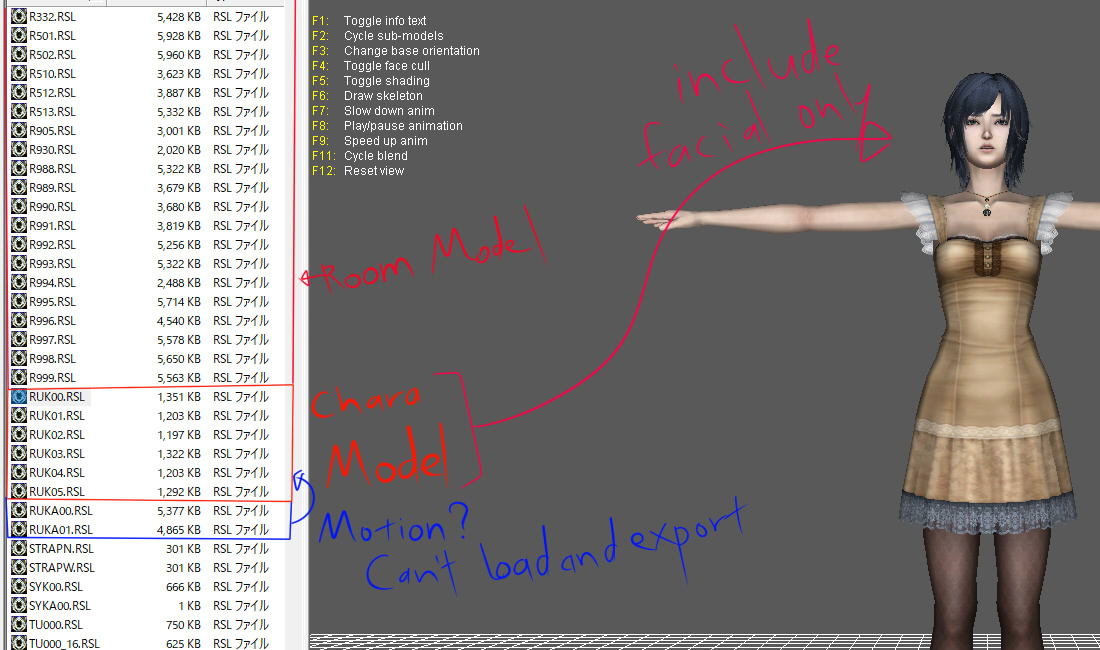 R332.RSL 5,428 KB RSL ファイル
R501.RSL 5,928 KB RSL ファイル
R502.RSL 5,960 KB RSL ファイル
R510.RSL 3,623 KB RSL ファイル
R512.RSL 3,887 KB RSL ファイル
R513.RSL 5,332 KB RSL ファイル
R905.RSL 3,001 KB RSL ファイル
R930.RSL 2,020 KB RSL ファイル
R988.RSL 5,322 KB RSL ファイル
R989.RSL 3,679 KB RSL ファイル
R990.RSL 3,680 KB RSL ファイル
R991.RSL 3,819 KB RSL ファイル
R992.RSL 5,256 KB RSL ファイル
R993.RSL 5,322 KB RSL ファイル
R994.RSL 2,488 KB RSL ファイル
R995.RSL 5,714 KB RSL ファイル
R996.RSL 4,540 KB RSL ファイル
R997.RSL 5,578 KB RSL ファイル
R998.RSL 5,650 KB RSL ファイル
R999.RSL 5,563 KB RSL ファイル
RUK00.RSL 1,351 KB RSL ファイル
RUK01.RSL 1,203 KB RSL ファイル
RUK02.RSL 1,197 KB RSL ファイル
RUK03.RSL 1,322 KB RSL ファイル
RUK04.RSL 1,203 KB RSL ファイル
RUK05.RSL 1,292 KB RSL ファイル
RUKA00.RSL 5,377 KB RSL ファイル
RUKA01.RSL 4,865 KB RSL ファイル
STRAPN.RSL 301 KB RSL ファイル
STRAPW.RSL 301 KB RSL ファイル
SYK00.RSL 666 KB RSL ファイル
SYKA00.RSL 1 KB RSL ファイル
TU000.RSL 750 KB RSL ファイル
TU000_16.RSL 625 KB RSL ファイル
F1: Toggle info text
F2: Cycle sub-models
F3: Change base orientation
F4: Toggle face cull
F5: Toggle shading
F6: Draw skeleton
F7: Slow down anim
F8: Play/pause animation
F9: Speed up anim
F11: Cycle blend
F12: Reset view
include
facial only
Room Model
Chara
Model
Motion?
Can't load and export